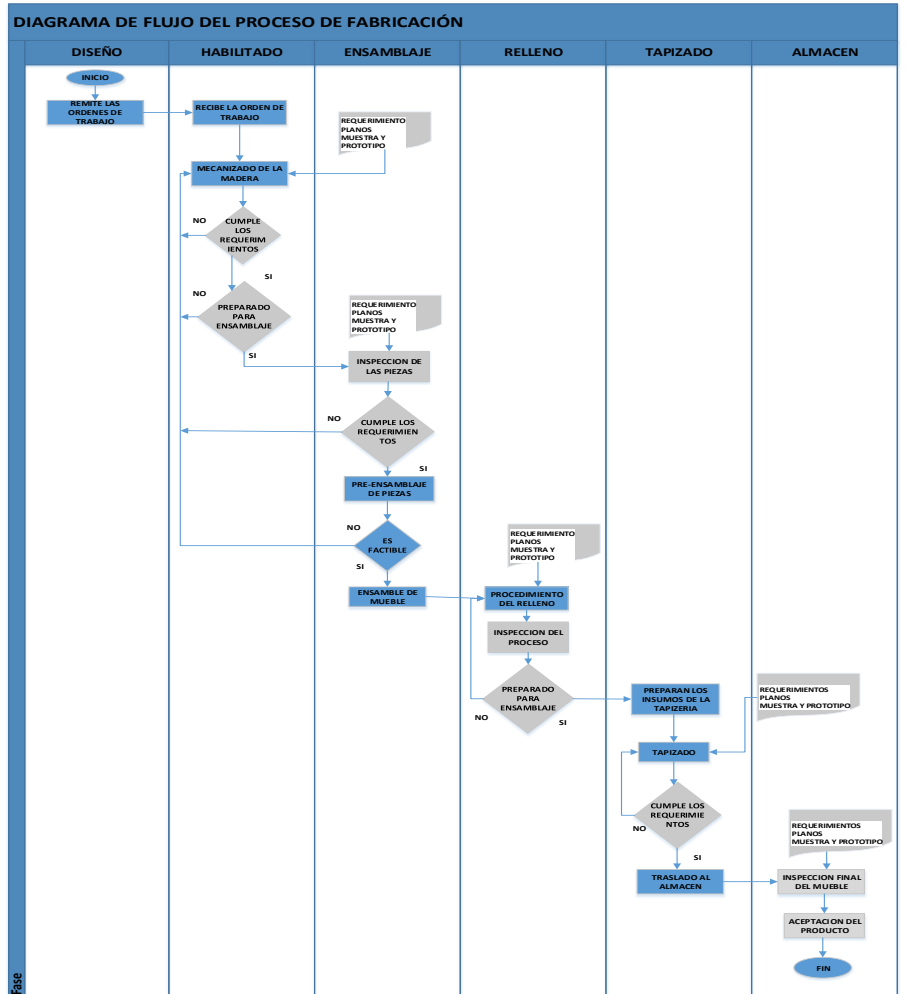 DIAGRAMA DE FLUJO DEL PROCESO DE FABRICACIÓN
DISEÑO
HABILITADO
ENSAMBLAJE
RELLENO
TAPIZADO
ALMACEN
INICIO
REMITE LAS
ORDENES DE
TRABAJO
RECIBE LA ORDEN DE
TRABAJO
REQUERIMIENTO
PLANOS
MUESTRA Y
PROTOTIPO
MECANIZADO DE LA
MADERA
NO
CUMPLE
LOS
REQUERIM
IENTOS
SI
NO
PREPARADO
PARA
ENSAMBLAJE
SI
REQUERIMIENTO
PLANOS
MUESTRA Y
PROTOTIPO
INSPECCION DE
LAS PIEZAS
NO
CUMPLE LOS
REQUERIMIEN
TOS
SI
PRE-ENSAMBLAJE
DE PIEZAS
NO
ES
FACTIBLE
SI
ENSAMBLE DE
MUEBLE
REQUERIMIENTO
PLANOS
MUESTRA Y
PROTOTIPO
PROCEDIMIENTO
DEL RELLENO
INSPECCION DEL
PROCESO
PREPARADO
PARA
ENSAMBLAJE
NO
SI
PREPARAN LOS
INSUMOS DE LA
TAPIZERIA
REQUERIMIENTOS
PLANOS
MUESTRA Y PROTOTIPO
TAPIZADO
CUMPLE LOS
REQUERIMIE
NTOS
NO
SI
TRASLADO AL
ALMACEN
REQUERIMIENTOS
PLANOS
MUESTRA Y PROTOTIPO
INSPECCION FINAL
DEL MUEBLE
ACEPTACION DEL
PRODUCTO
FIN
Fase